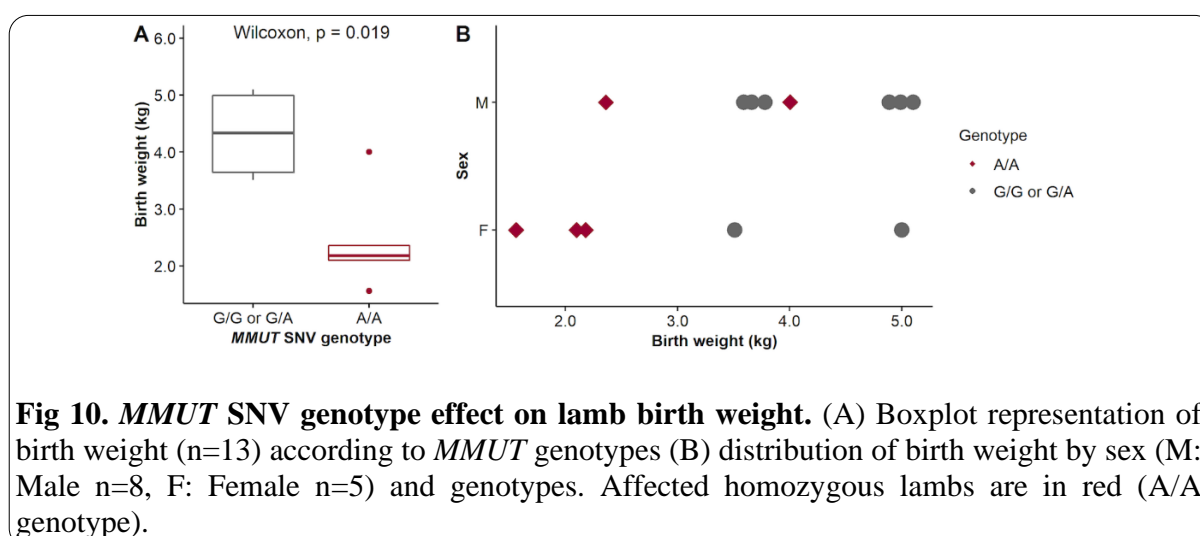 A
6.0
Wilcoxon, p = 0.019
5.0
4.0
3.0
2.0
Birth weight (kg)
G/G or G/A
A/A
MMUT SNV genotype
B
M
F
Sex
2.0
3.0
4.0
5.0
Birth weight (kg)
Genotype
A/A
G/G or G/A
Fig 10. MMUT SNV genotype effect on lamb birth weight. (A) Boxplot representation of
birth weight (n=13) according to MMUT genotypes (B) distribution of birth weight by sex (M:
Male n=8, F: Female n=5) and genotypes. Affected homozygous lambs are in red (A/A
genotype).